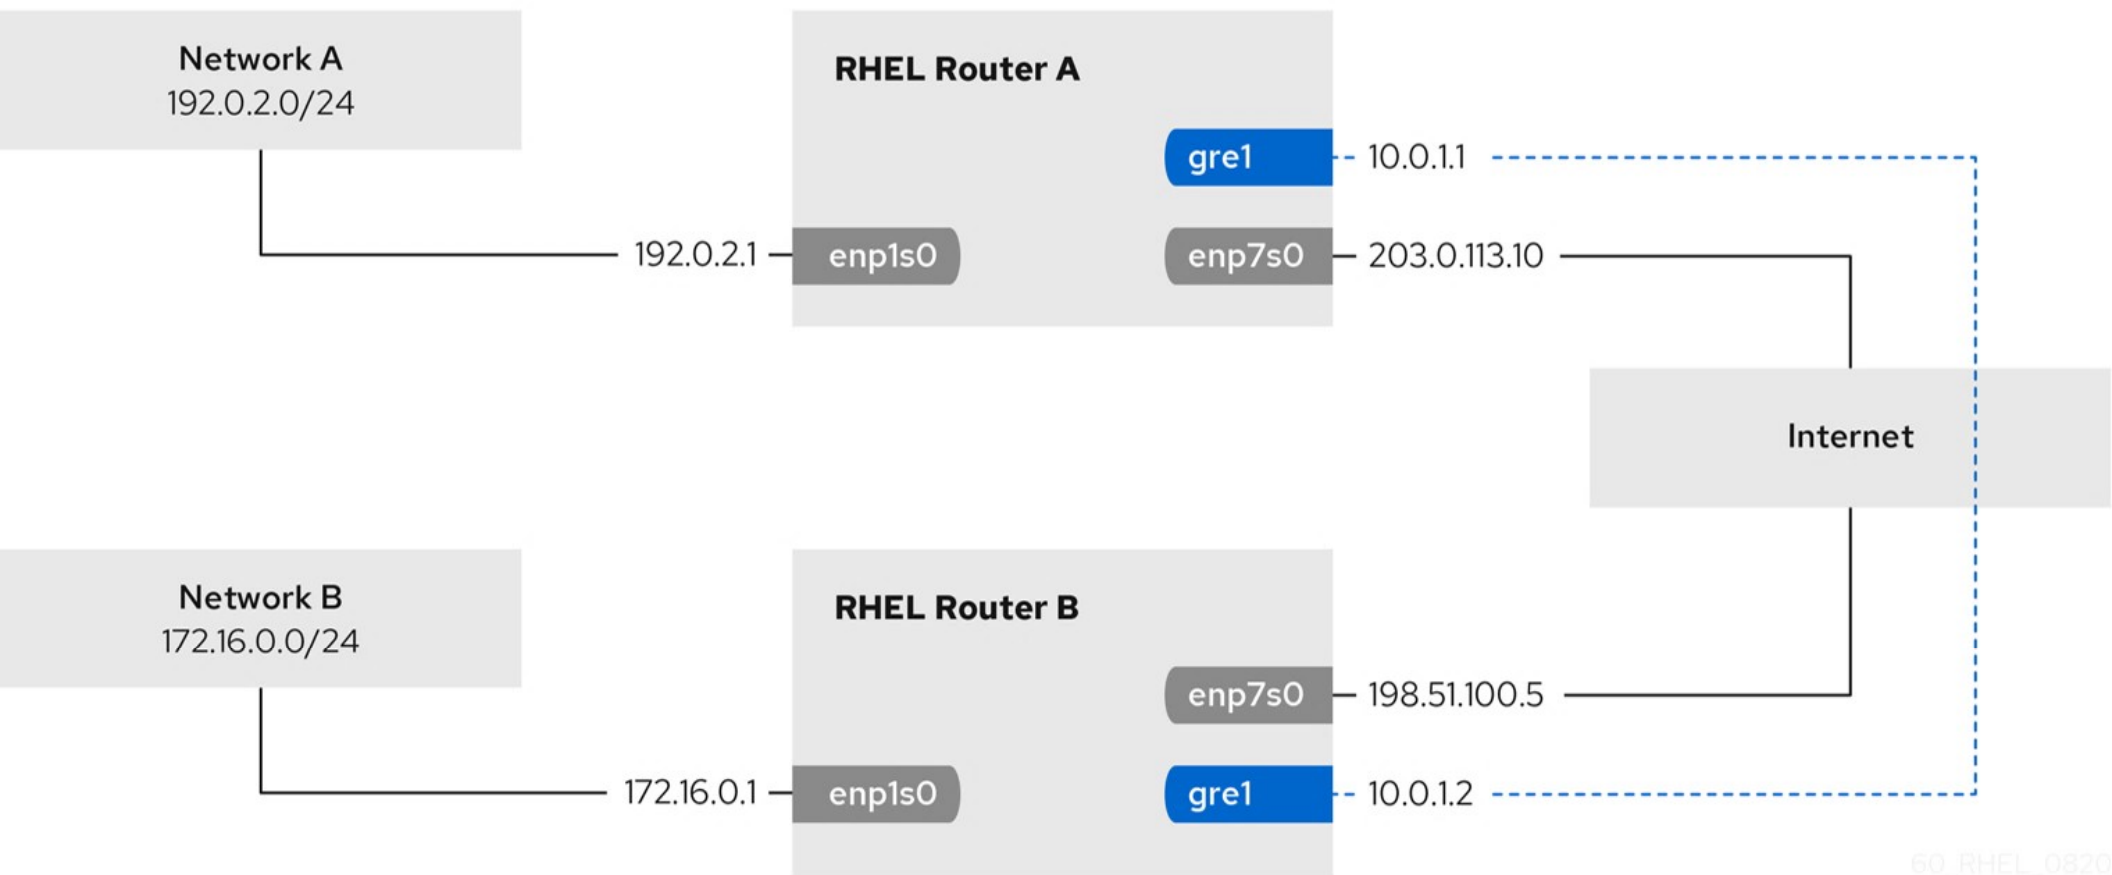 Network A
192.0.2.0/24
RHEL Router A
gre1
10.0.1.1
192.0.2.1
enp1s0
enp7s0
203.0.113.10
Internet
Network B
172.16.0.0/24
RHEL Router B
enp7s0
198.51.100.5
172.16.0.1
enp1s0
gre1
10.0.1.2
60_RHEL_0820